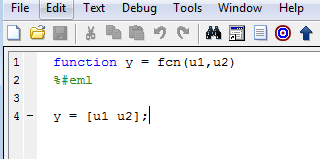 File Edit Text Debug Tools Window Help
1 function y = fcn(u1,u2)
2 %#eml
3
4 - y = [u1 u2];